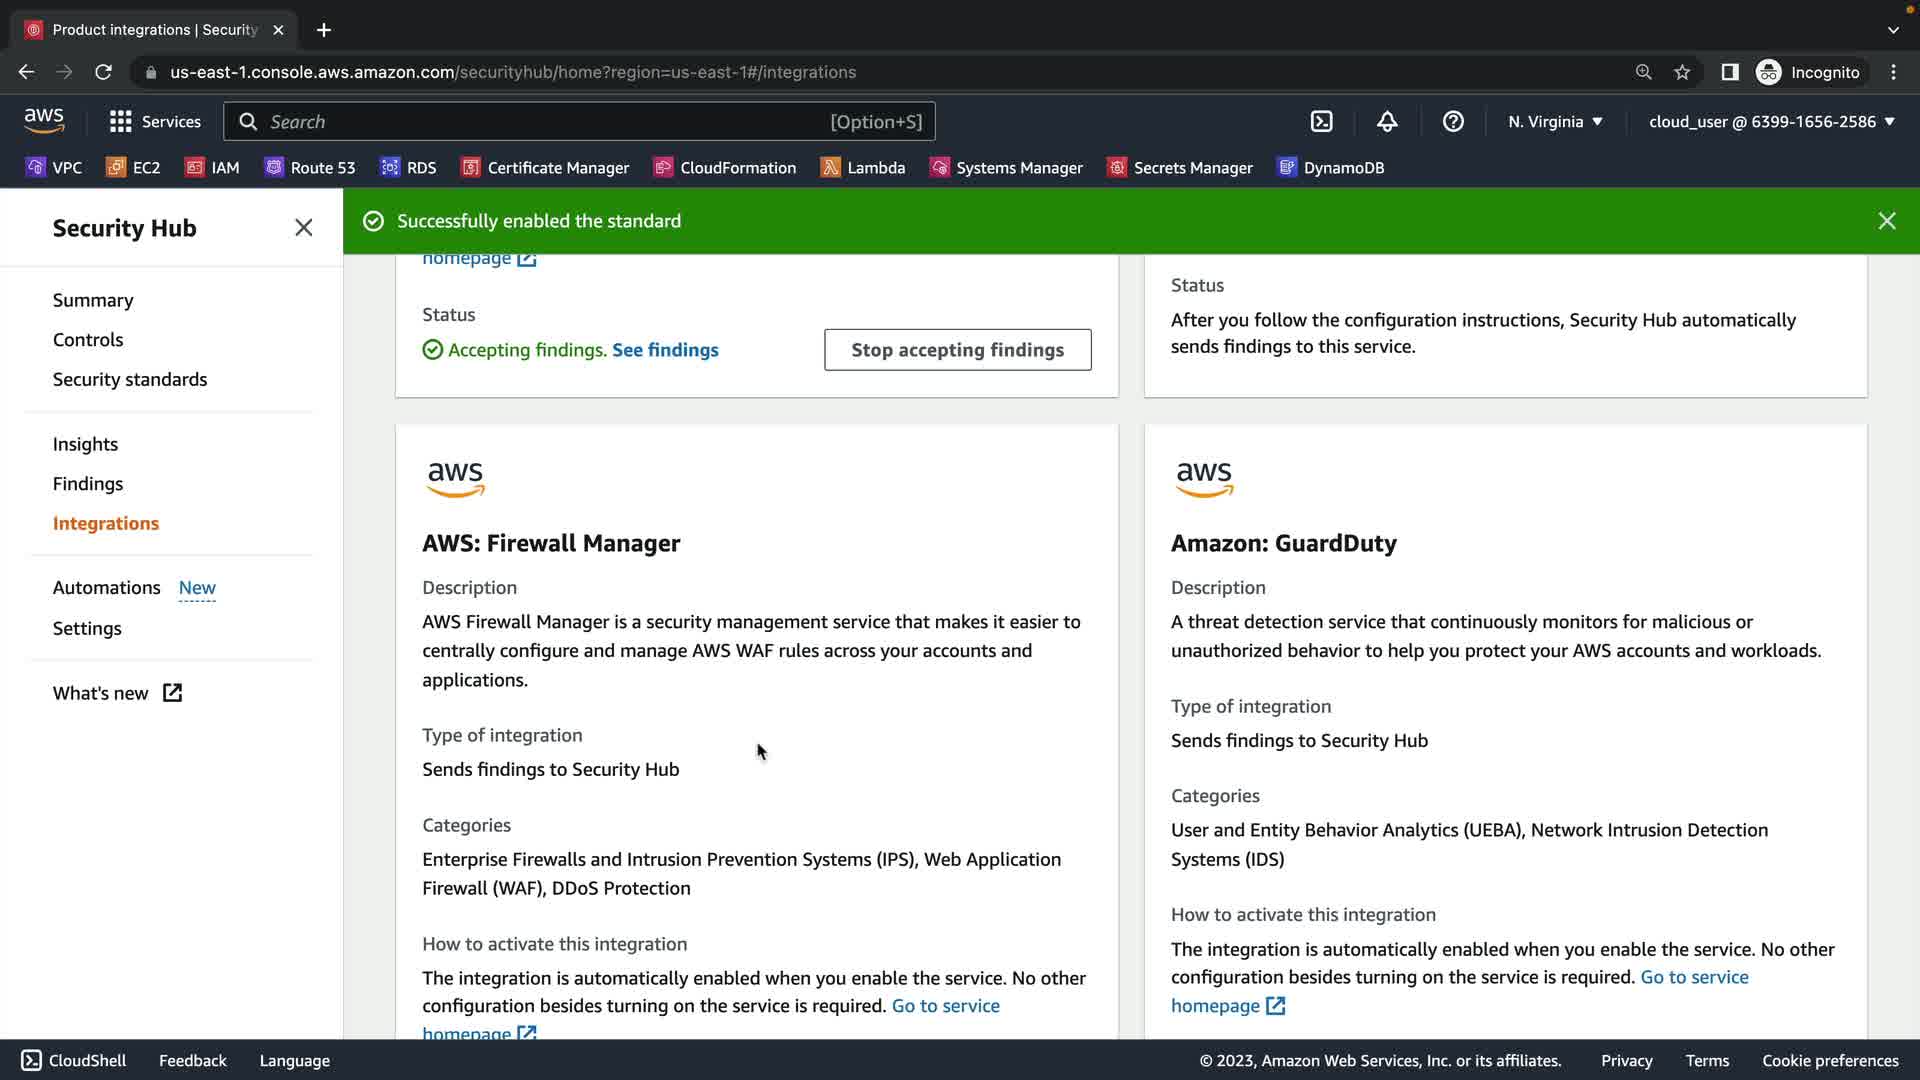 Product integrations | Security
us-east-1.console.aws.amazon.com/securityhub/home?region=us-east-1#/integrations
Incognito
aws
Services
Search
[Option+S]
N. Virginia
cloud_user @ 6399-1656-2586
VPC
EC2
IAM
Route 53
RDS
Certificate Manager
CloudFormation
Lambda
Systems Manager
Secrets Manager
DynamoDB
Security Hub
Summary
Controls
Security standards
Insights
Findings
Integrations
Automations New
Settings
What's new
Successfully enabled the standard
homepage
Status
Accepting findings. See findings
Stop accepting findings
Status
After you follow the configuration instructions, Security Hub automatically
sends findings to this service.
aws
AWS: Firewall Manager
Description
AWS Firewall Manager is a security management service that makes it easier to
centrally configure and manage AWS WAF rules across your accounts and
applications.
Type of integration
Sends findings to Security Hub
Categories
Enterprise Firewalls and Intrusion Prevention Systems (IPS), Web Application
Firewall (WAF), DDoS Protection
How to activate this integration
The integration is automatically enabled when you enable the service. No other
configuration besides turning on the service is required. Go to service
homepage
aws
Amazon: GuardDuty
Description
A threat detection service that continuously monitors for malicious or
unauthorized behavior to help you protect your AWS accounts and workloads.
Type of integration
Sends findings to Security Hub
Categories
User and Entity Behavior Analytics (UEBA), Network Intrusion Detection
Systems (IDS)
How to activate this integration
The integration is automatically enabled when you enable the service. No other
configuration besides turning on the service is required. Go to service
homepage
CloudShell
Feedback
Language
© 2023, Amazon Web Services, Inc. or its affiliates.
Privacy
Terms
Cookie preferences